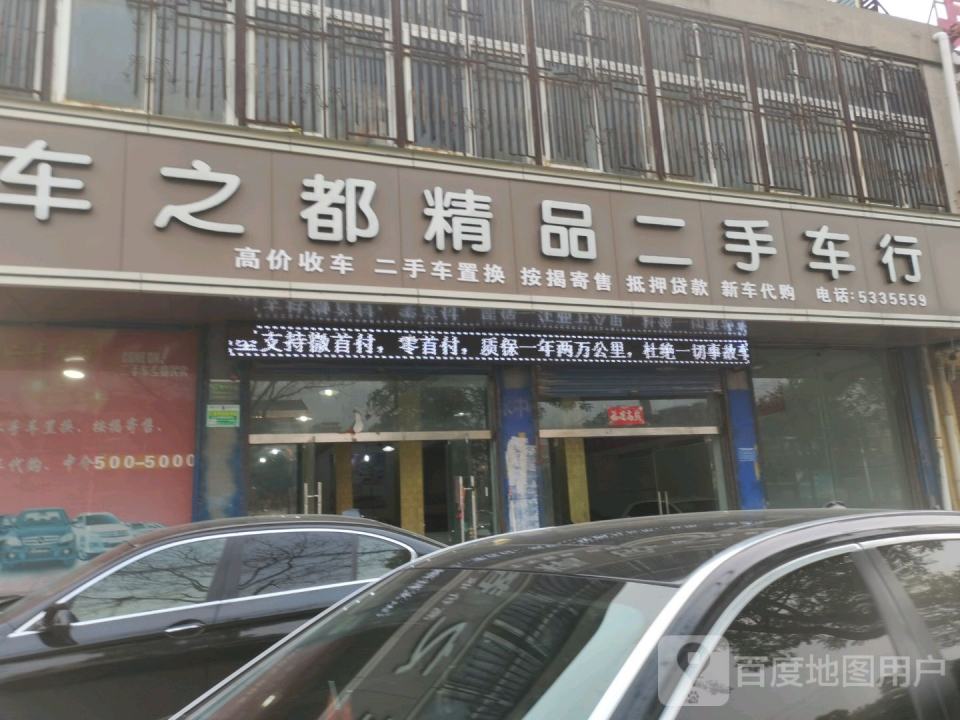 车之都精品二手车行
高价收车 二手车置换 按揭寄售 抵押贷款 新车代购 电话:5335559
支持微首付，零首付，质保一年两万公里，杜绝一切事故车
二手车置换、按揭寄售、
车代购、中介500-5000
百度地图用户